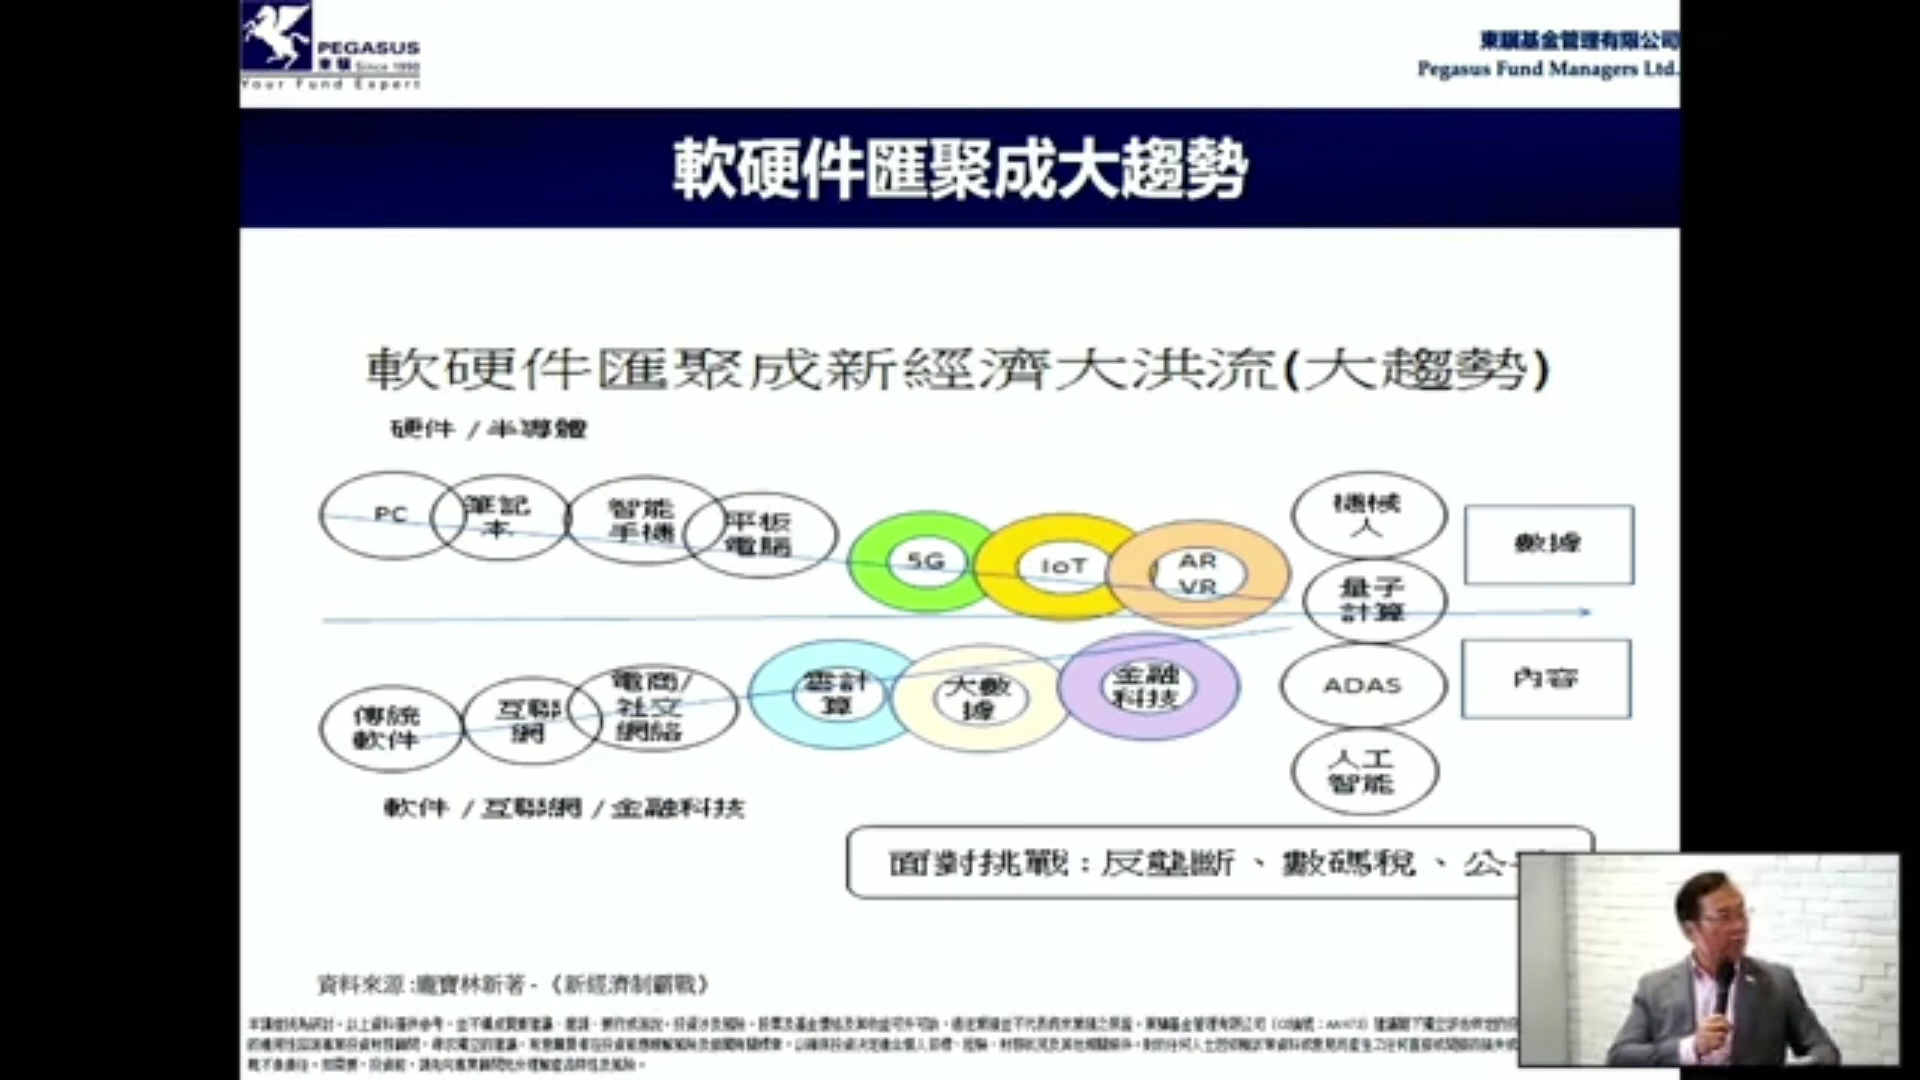 PEGASUS
東驥 Since 1990
Your Fund Expert
東驥基金管理有限公司
Pegasus Fund Managers Ltd.
軟硬件匯聚成大趨勢
軟硬件匯聚成新經濟大洪流(大趨勢)
硬件 / 半導體
PC
筆記
本
智能
手機
平板
電腦
5G
IoT
AR
VR
機械
人
量子
計算
數據
傳統
軟件
互聯
網
電商/
社交
網絡
雲計
算
大數
據
金融
科技
ADAS
人工
智能
內容
軟件 / 互聯網 / 金融科技
面對挑戰：反壟斷、數碼稅、公
資料來源:龐寶林新著-《新經濟制霸戰》